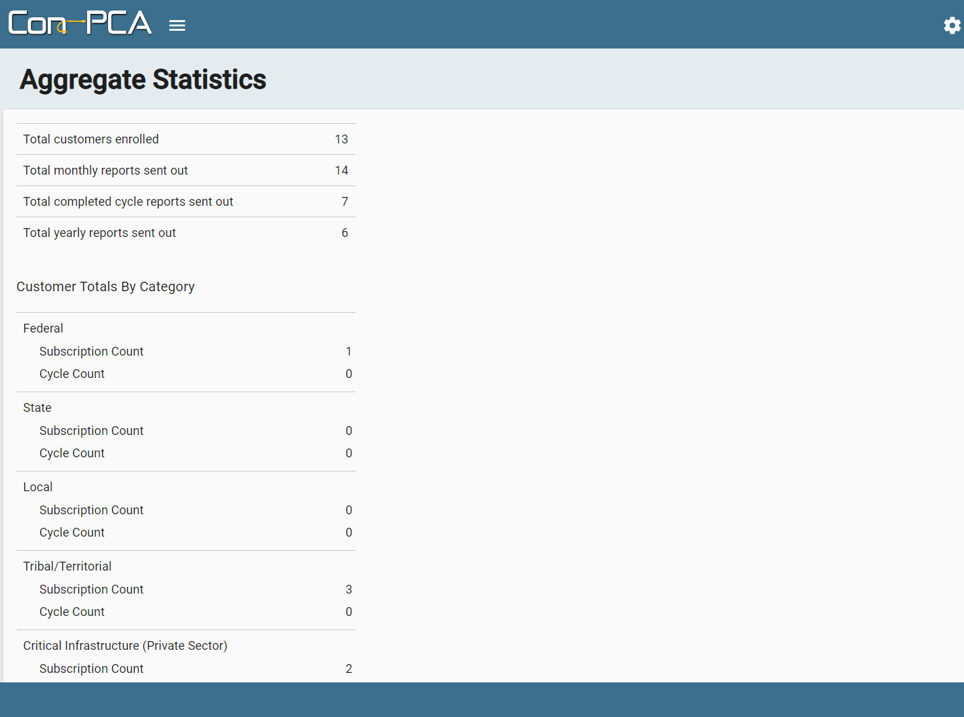 Con-PCA
Aggregate Statistics
Total customers enrolled 13
Total monthly reports sent out 14
Total completed cycle reports sent out 7
Total yearly reports sent out 6
Customer Totals By Category
Federal
Subscription Count 1
Cycle Count 0
State
Subscription Count 0
Cycle Count 0
Local
Subscription Count 0
Cycle Count 0
Tribal/Territorial
Subscription Count 3
Cycle Count 0
Critical Infrastructure (Private Sector)
Subscription Count 2